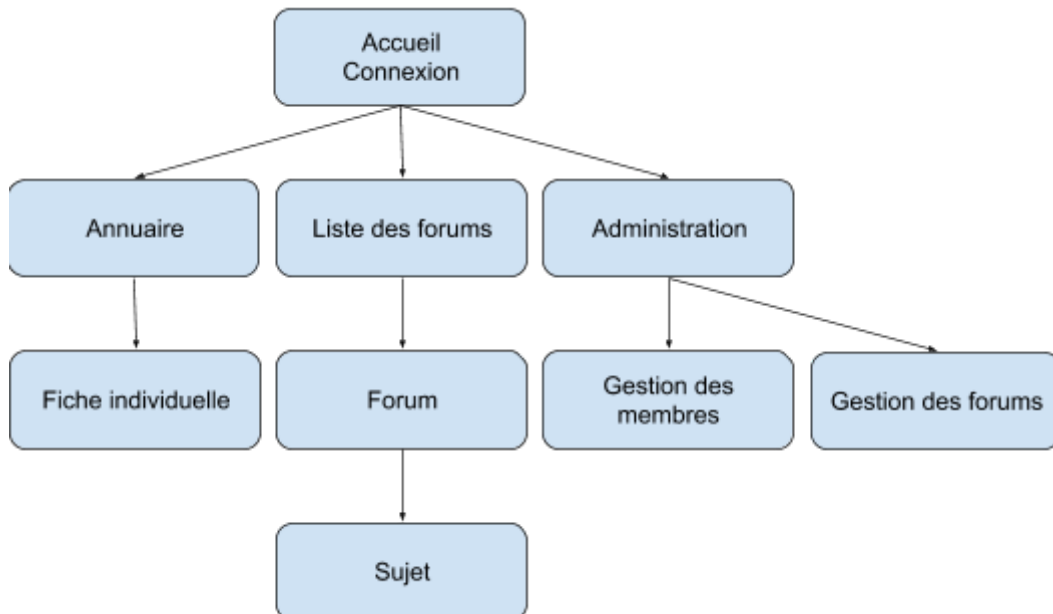 Accueil
Connexion
Annuaire
Liste des forums
Administration
Fiche individuelle
Forum
Gestion des
membres
Gestion des forums
Sujet